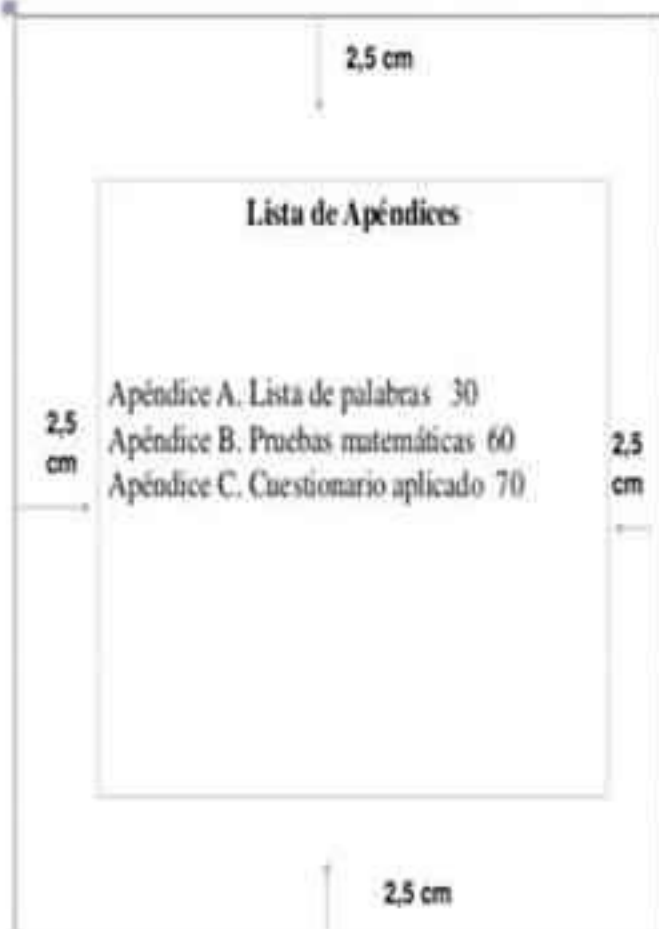 2,5 cm
Lista de Apéndices
Apéndice A. Lista de palabras 30
Apéndice B. Pruebas matemáticas 60
Apéndice C. Cuestionario aplicado 70
2,5
cm
2,5
cm
2,5 cm